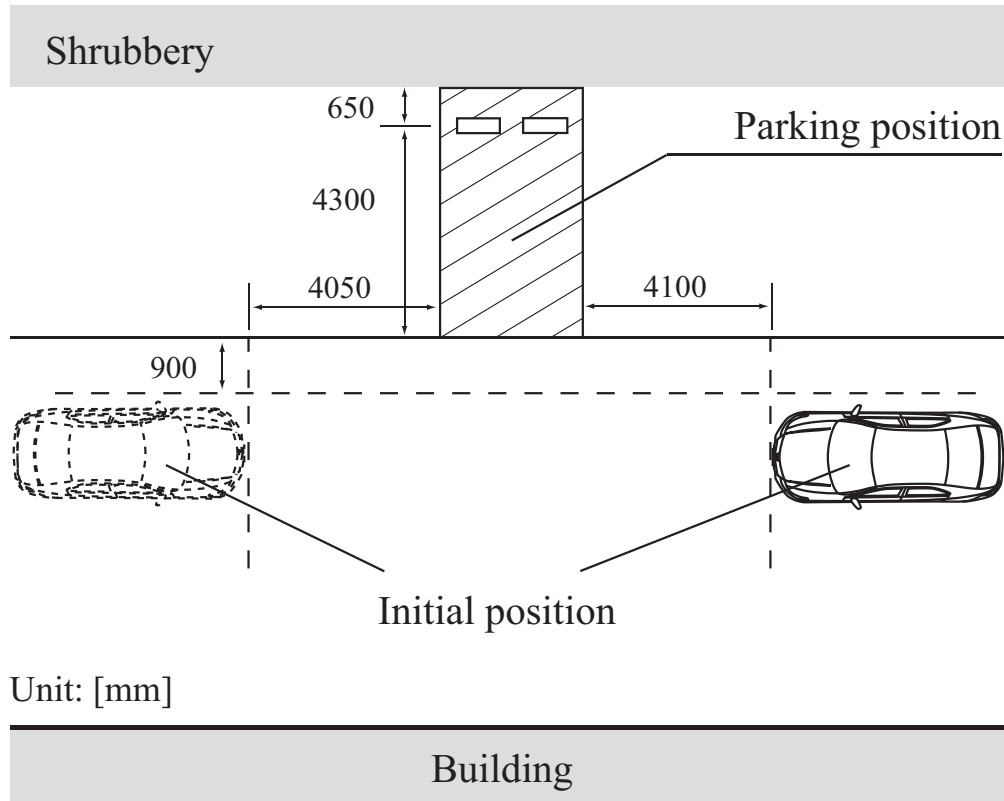 Shrubbery
650
Parking position
4300
4050
4100
900
Initial position
Unit: [mm]
Building